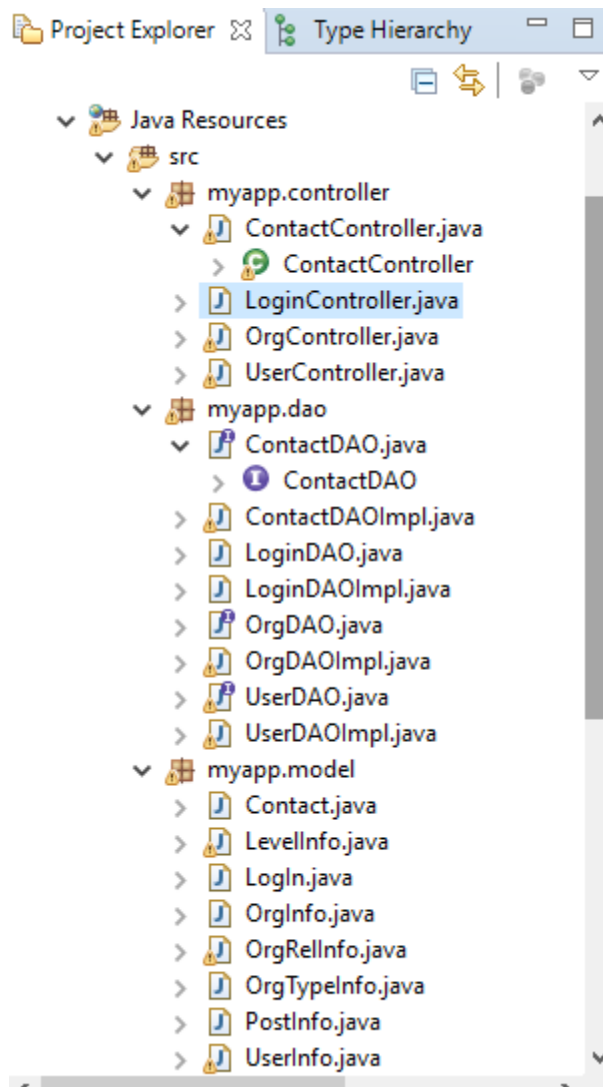 Project Explorer Type Hierarchy
Java Resources
src
myapp.controller
ContactController.java
ContactController
LoginController.java
OrgController.java
UserController.java
myapp.dao
ContactDAO.java
ContactDAO
ContactDAOImpl.java
LoginDAO.java
LoginDAOImpl.java
OrgDAO.java
OrgDAOImpl.java
UserDAO.java
UserDAOImpl.java
myapp.model
Contact.java
LevelInfo.java
LogIn.java
OrgInfo.java
OrgRelInfo.java
OrgTypeInfo.java
PostInfo.java
UserInfo.java